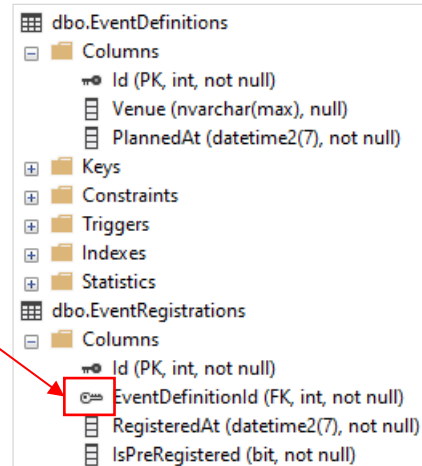 dbo.EventDefinitions
Columns
Id (PK, int, not null)
Venue (nvarchar(max), null)
PlannedAt (datetime2(7), not null)
Keys
Constraints
Triggers
Indexes
Statistics
dbo.EventRegistrations
Columns
Id (PK, int, not null)
EventDefinitionId (FK, int, not null)
RegisteredAt (datetime2(7), not null)
IsPreRegistered (bit, not null)